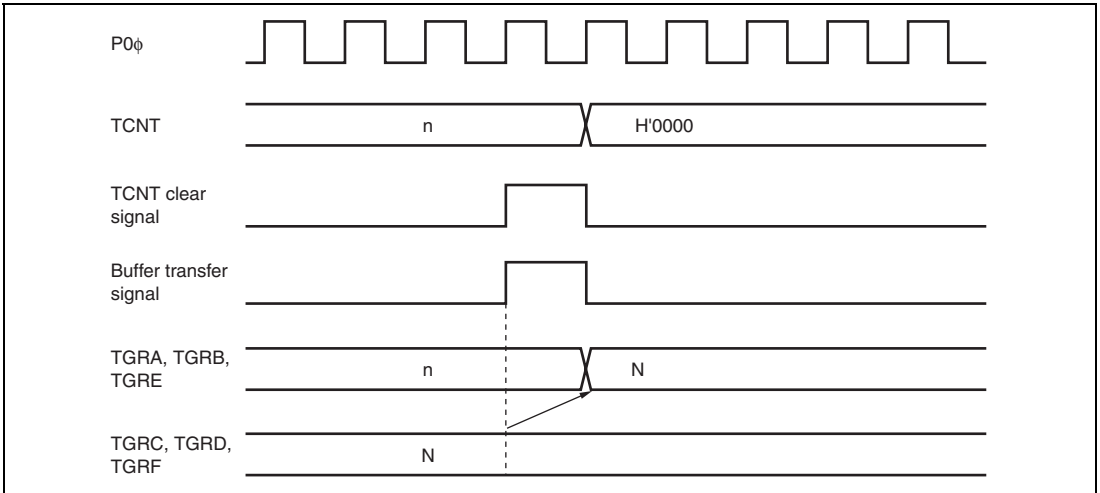 P0ϕ
TCNT
n
H'0000
TCNT clear
signal
Buffer transfer
signal
TGRA, TGRB,
TGRE
n
N
TGRC, TGRD,
TGRF
N